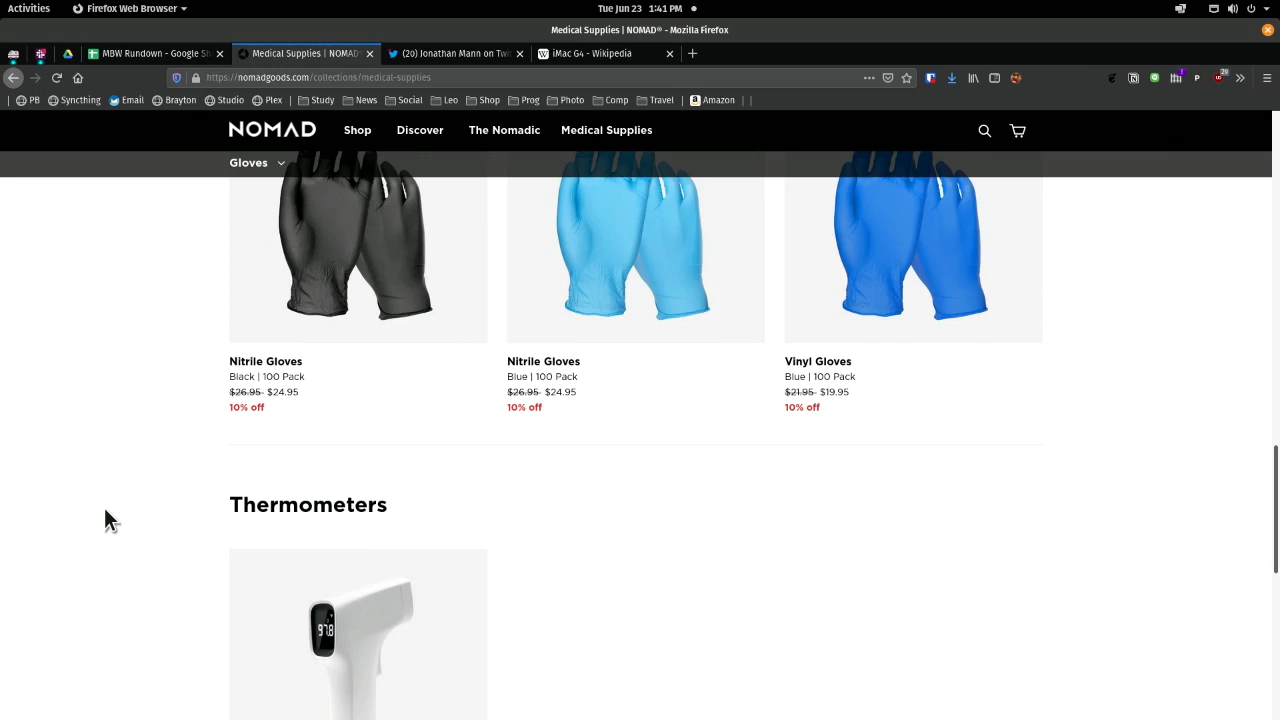 Activities Firefox Web Browser Tue Jun 23 1:41 PM
Medical Supplies | NOMAD® - Mozilla Firefox
MBW Rundown - Google Sh Medical Supplies | NOMAD® (20) Jonathan Mann on Twi iMac G4 - Wikipedia
https://nomadgoods.com/collections/medical-supplies
PB Syncthing Email Brayton Studio Plex Study News Social Leo Shop Prog Photo Comp Travel Amazon
NOMAD Shop Discover The Nomadic Medical Supplies
Gloves
Nitrile Gloves Nitrile Gloves Vinyl Gloves
Black | 100 Pack Blue | 100 Pack Blue | 100 Pack
$26.95 $24.95 $26.95 $24.95 $21.95 $19.95
10% off 10% off 10% off
Thermometers
97.8